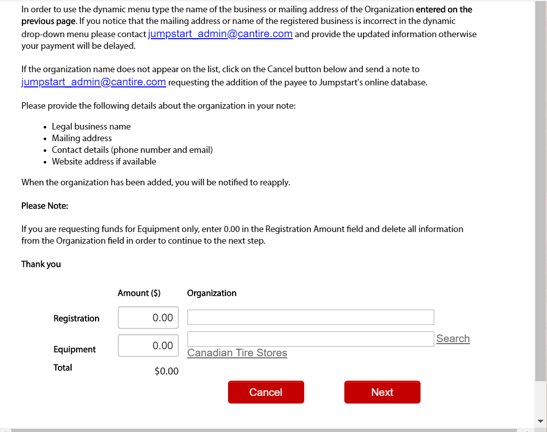 In order to use the dynamic menu type the name of the business or mailing address of the Organization entered on the
previous page. If you notice that the mailing address or name of the registered business is incorrect in the dynamic
drop-down menu please contact jumpstart_admin@cantire.com and provide the updated information otherwise
your payment will be delayed.
If the organization name does not appear on the list, click on the Cancel button below and send a note to
jumpstart_admin@cantire.com requesting the addition of the payee to Jumpstart's online database.
Please provide the following details about the organization in your note:
• Legal business name
• Mailing address
• Contact details (phone number and email)
• Website address if available
When the organization has been added, you will be notified to reapply.
Please Note:
If you are requesting funds for Equipment only, enter 0.00 in the Registration Amount field and delete all information
from the Organization field in order to continue to the next step.
Thank you
Amount ($) Organization
Registration 0.00
Equipment 0.00 Search
Canadian Tire Stores
Total $0.00
Cancel Next